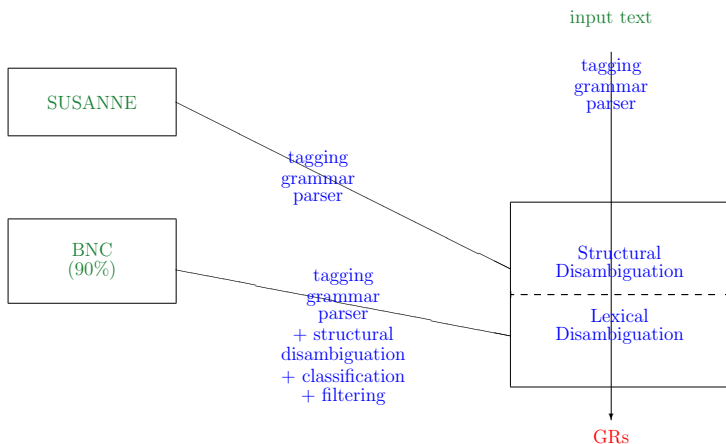 input text
tagging
grammar
parser
SUSANNE
tagging
grammar
parser
BNC
(90%)
tagging
grammar
parser
+ structural
disambiguation
+ classification
+ filtering
Structural
Disambiguation
Lexical
Disambiguation
GRs